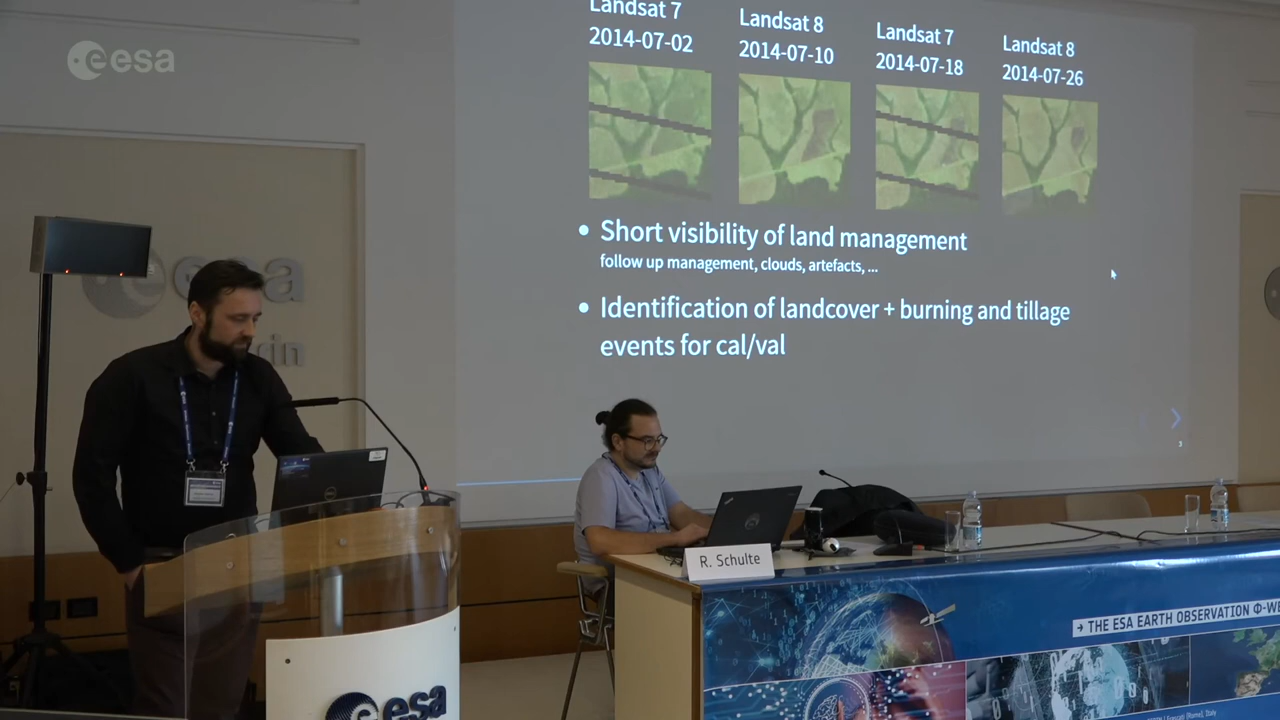 esa
Landsat 7
2014-07-02
Landsat 8
2014-07-10
Landsat 7
2014-07-18
Landsat 8
2014-07-26
• Short visibility of land management
follow up management, clouds, artefacts, ...
• Identification of landcover + burning and tillage
events for cal/val
3
esa
rin
R. Schulte
→ THE ESA EARTH OBSERVATION Φ-WE
esa